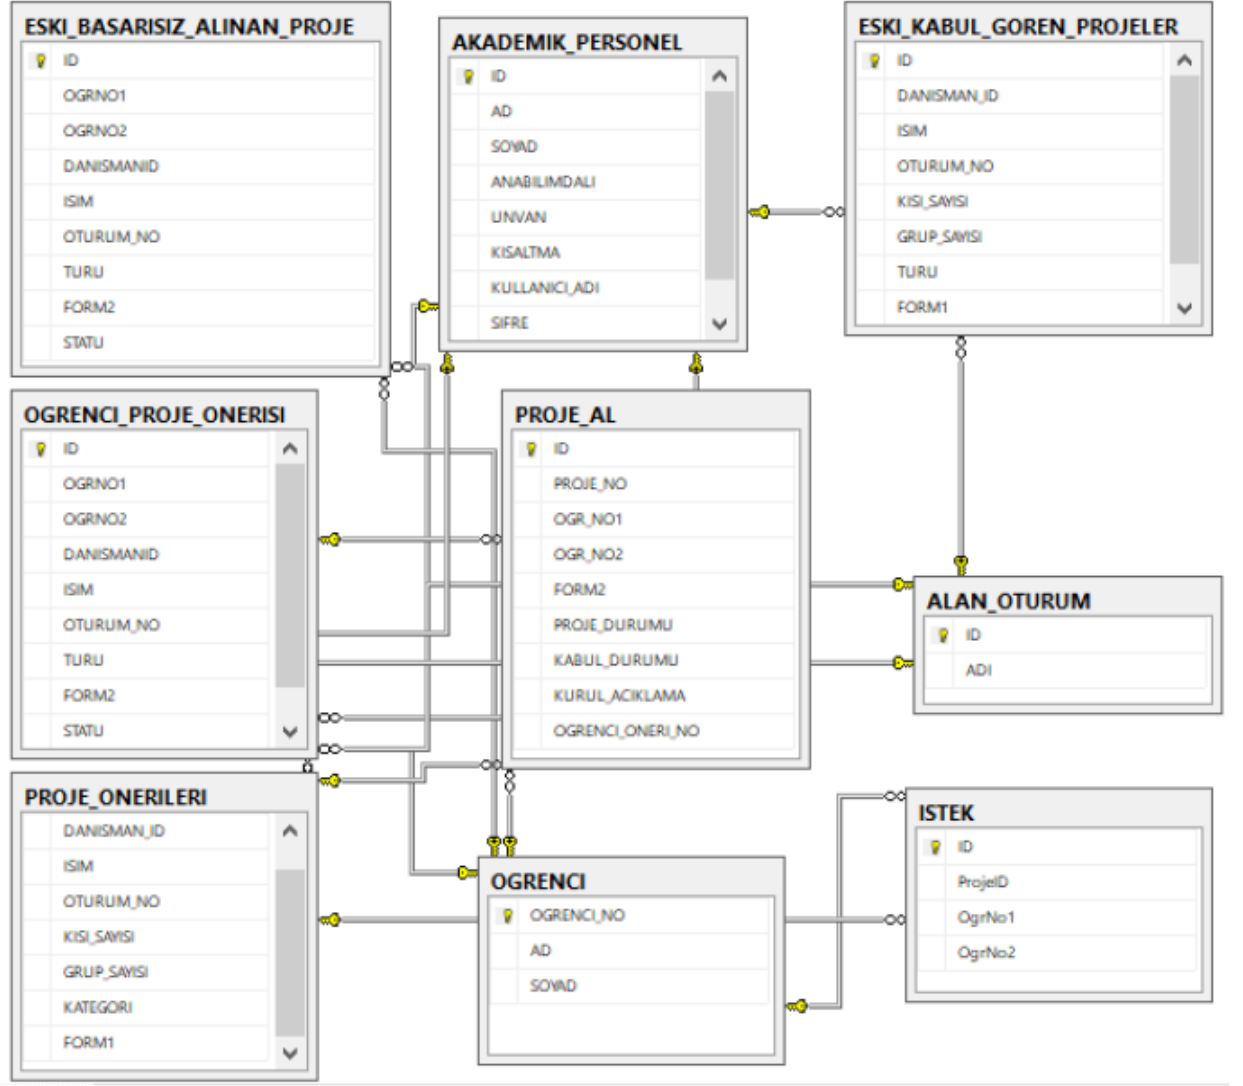 ESKI_BASARISIZ_ALINAN_PROJE
ID
OGRNO1
OGRNO2
DANISMANID
ISIM
OTURUM_NO
TURU
FORM2
STATU
AKADEMIK_PERSONEL
ID
AD
SOYAD
ANABILIMDALI
UNVAN
KISALTMA
KULLANICI_ADI
SIFRE
ESKI_KABUL_GOREN_PROJELER
ID
DANISMAN_ID
ISIM
OTURUM_NO
KISI_SAYISI
GRUP_SAYISI
TURU
FORM1
OGRENCI_PROJE_ONERISI
ID
OGRNO1
OGRNO2
DANISMANID
ISIM
OTURUM_NO
TURU
FORM2
STATU
PROJE_AL
ID
PROJE_NO
OGR_NO1
OGR_NO2
FORM2
PROJE_DURUMU
KABUL_DURUMU
KURUL_ACIKLAMA
OGRENCI_ONERI_NO
ALAN_OTURUM
ID
ADI
PROJE_ONERILERI
DANISMAN_ID
ISIM
OTURUM_NO
KISI_SAYISI
GRUP_SAYISI
KATEGORI
FORM1
OGRENCI
OGRENCI_NO
AD
SOYAD
ISTEK
ID
ProjeID
OgrNo1
OgrNo2